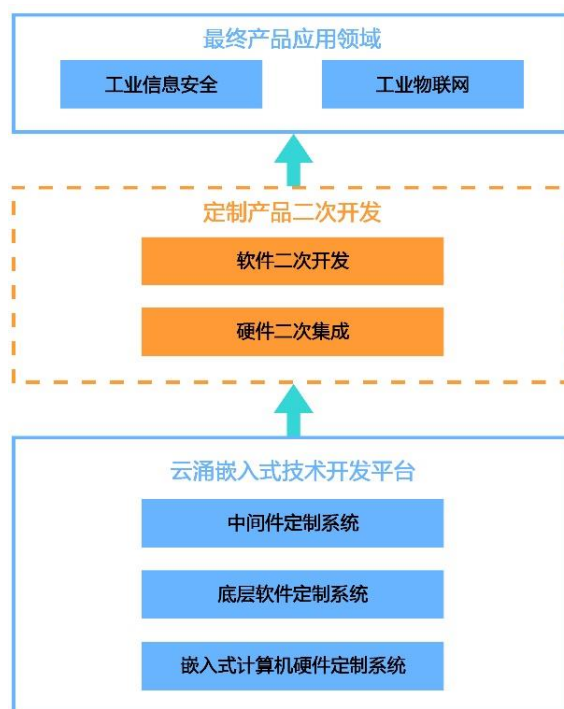 最终产品应用领域
工业信息安全 工业物联网
定制产品二次开发
软件二次开发
硬件二次集成
云涌嵌入式技术开发平台
中间件定制系统
底层软件定制系统
嵌入式计算机硬件定制系统